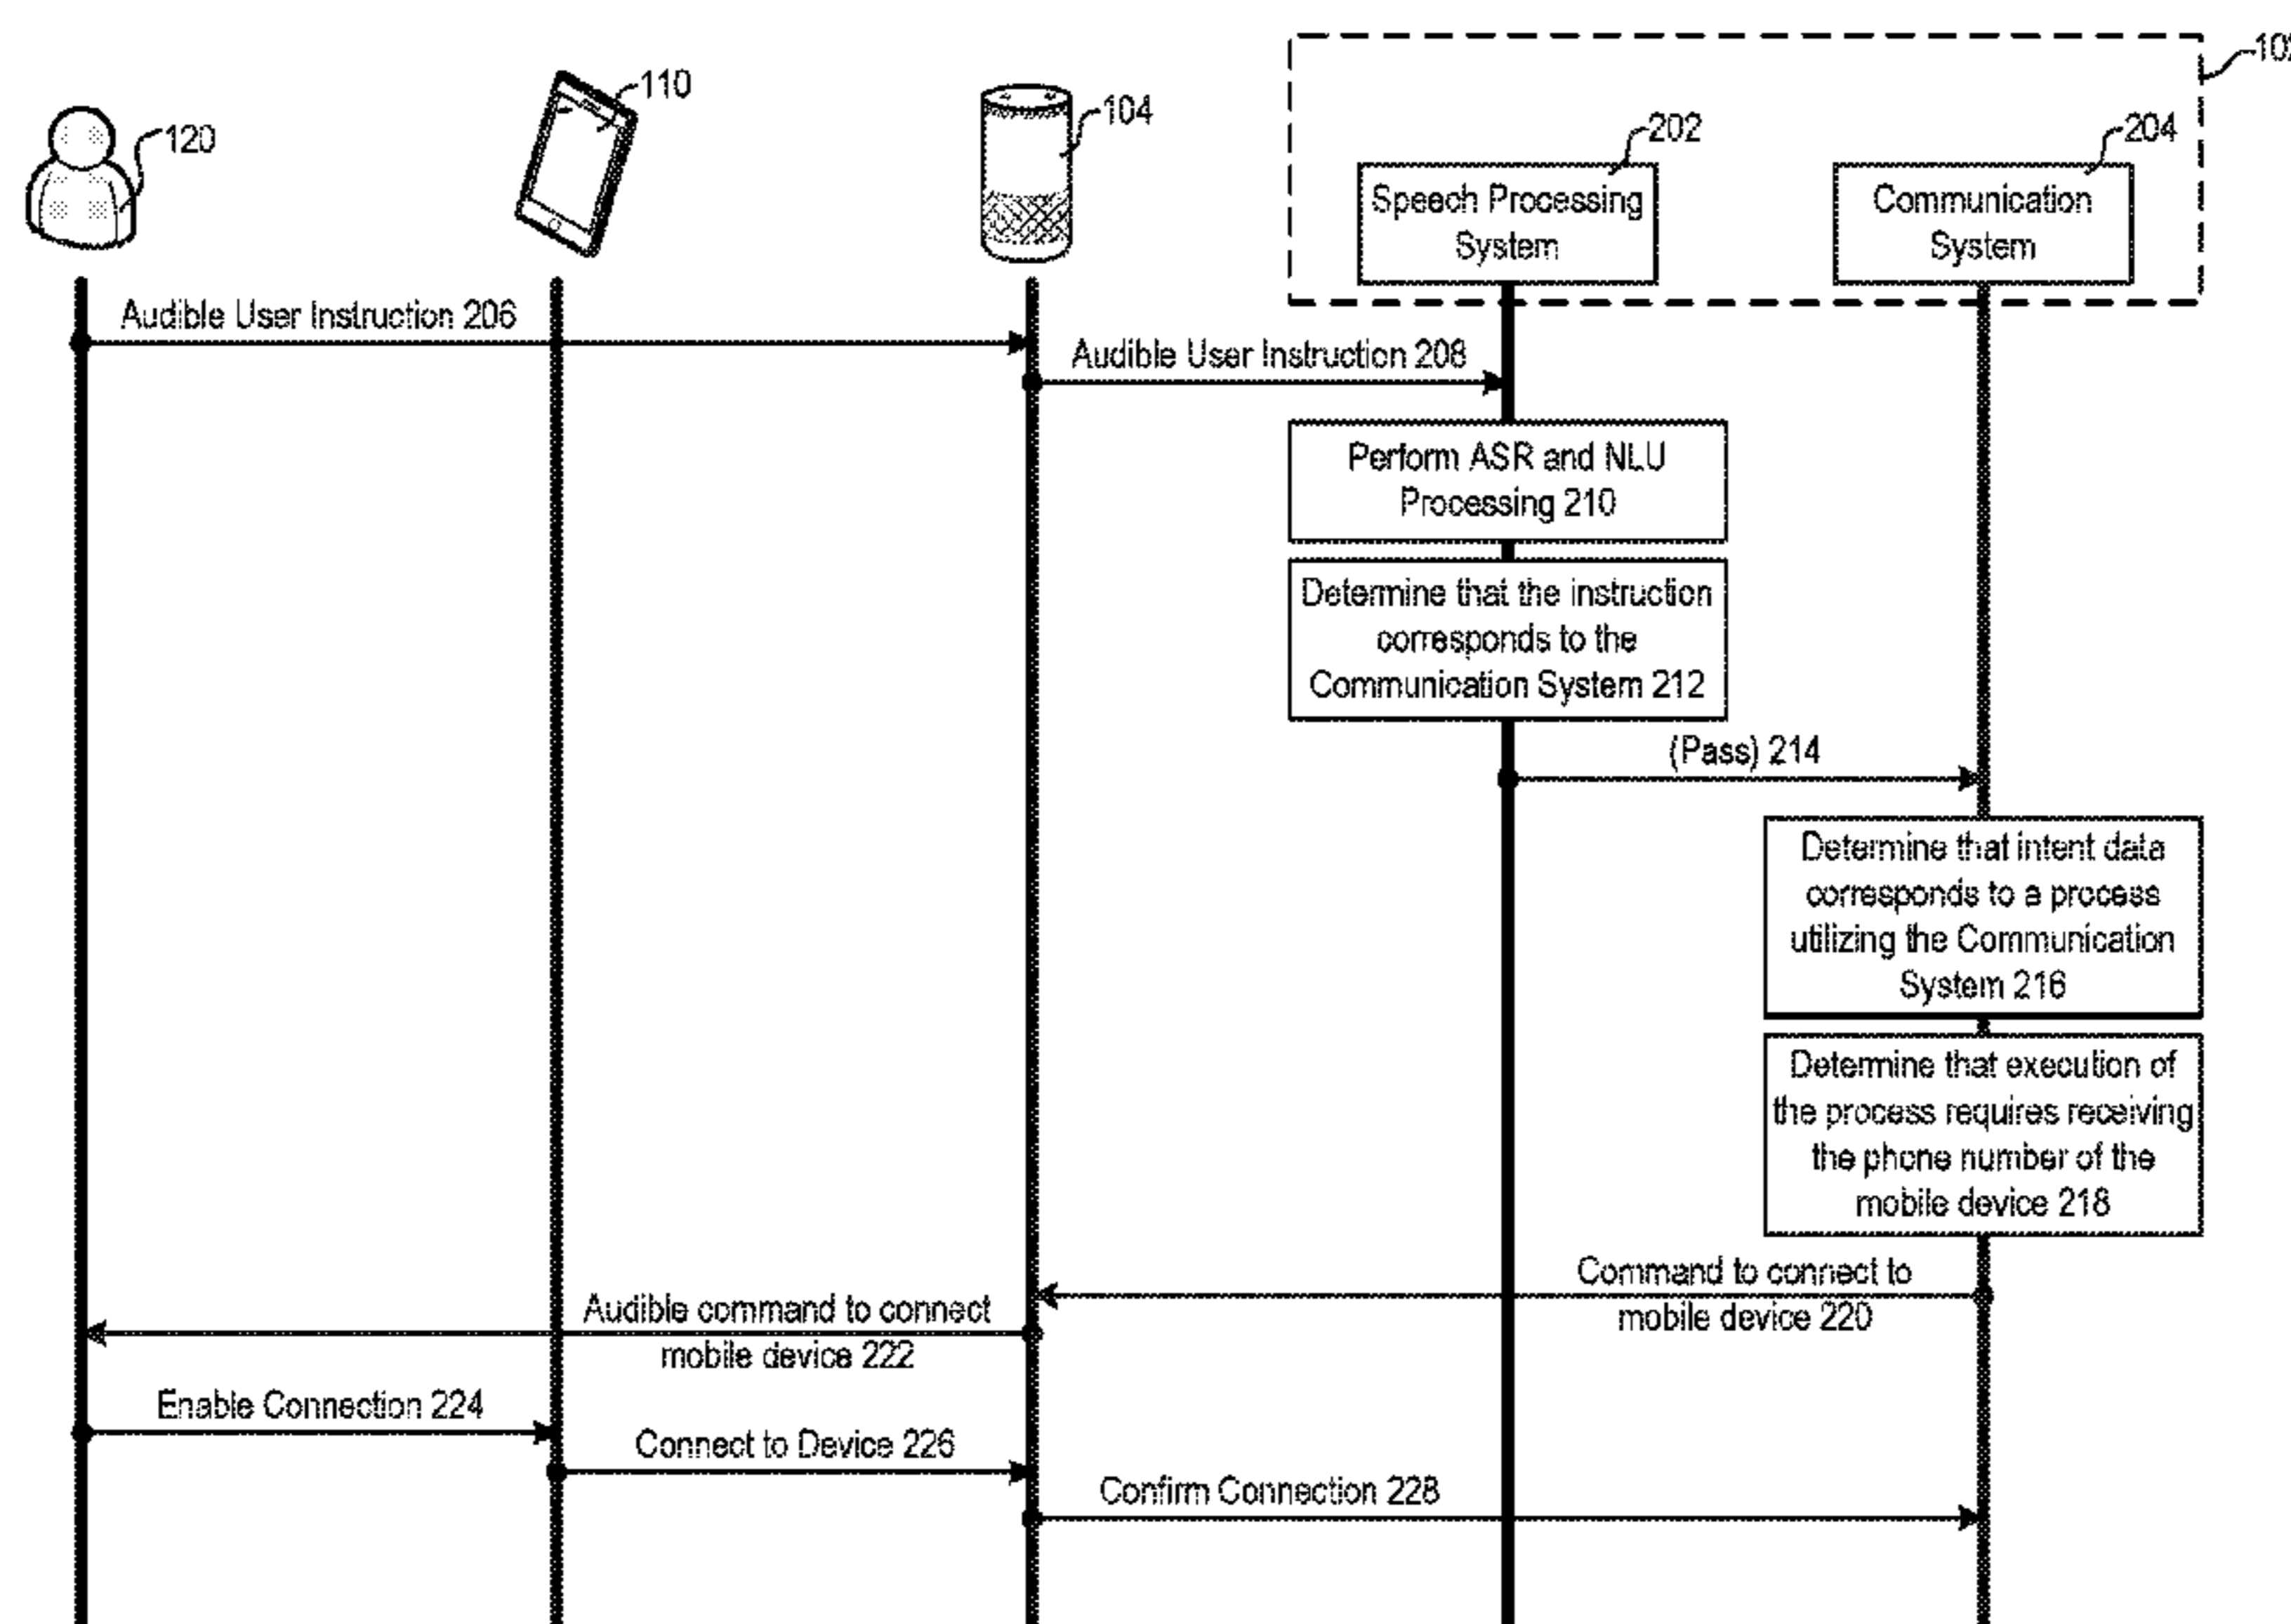 102
110
104
120
202
204
Speech Processing
System
Communication
System
Audible User Instruction 206
Audible User Instruction 208
Perform ASR and NLU
Processing 210
Determine that the instruction
corresponds to the
Communication System 212
(Pass) 214
Determine that intent data
corresponds to a process
utilizing the Communication
System 216
Determine that execution of
the process requires receiving
the phone number of the
mobile device 218
Command to connect to
mobile device 220
Audible command to connect
mobile device 222
Enable Connection 224
Connect to Device 226
Confirm Connection 228